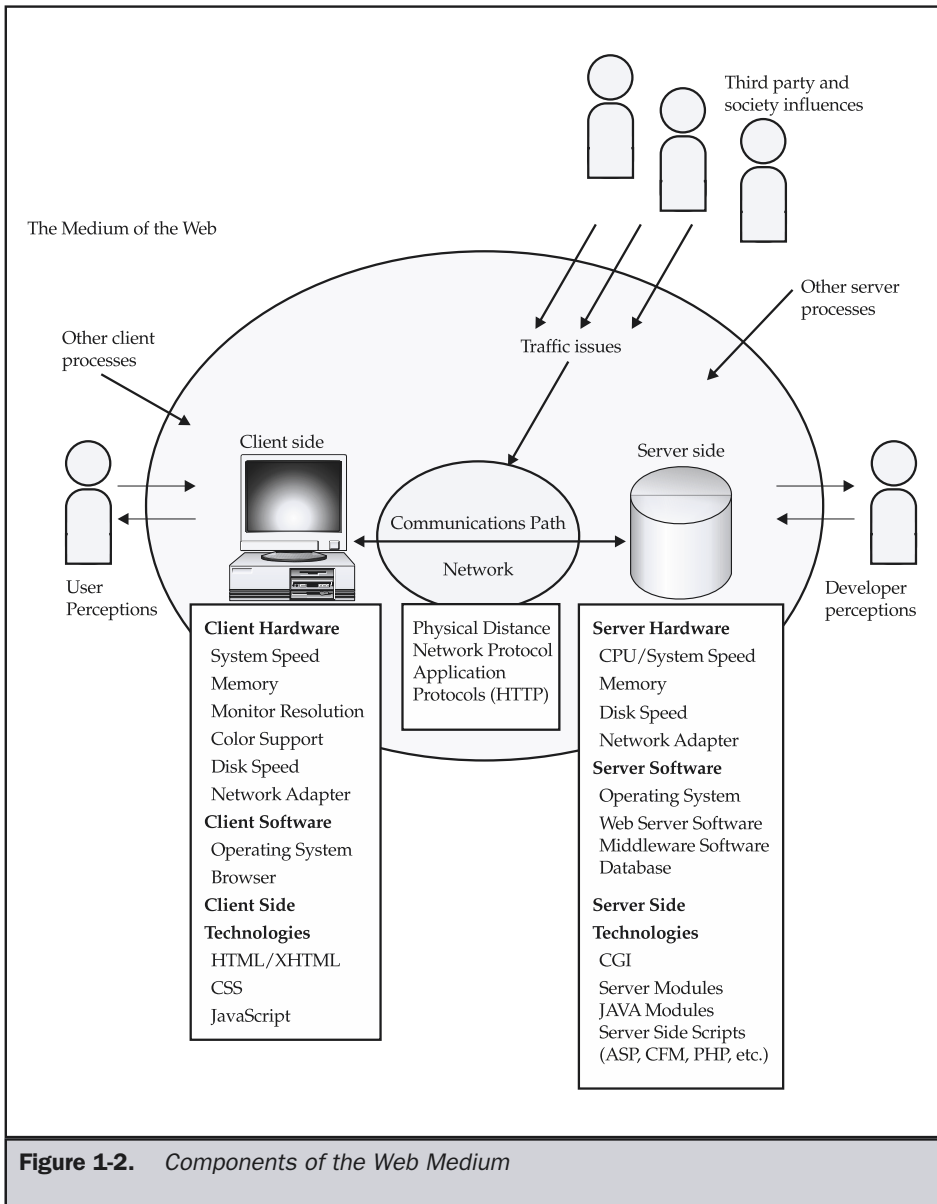 Third party and
society influences
The Medium of the Web
Other server
processes
Other client
processes
Traffic issues
Client side
Server side
Communications Path
Network
User
Perceptions
Developer
perceptions
Client Hardware
System Speed
Memory
Monitor Resolution
Color Support
Disk Speed
Network Adapter
Client Software
Operating System
Browser
Client Side
Technologies
HTML/XHTML
CSS
JavaScript
Physical Distance
Network Protocol
Application
Protocols (HTTP)
Server Hardware
CPU/System Speed
Memory
Disk Speed
Network Adapter
Server Software
Operating System
Web Server Software
Middleware Software
Database
Server Side
Technologies
CGI
Server Modules
JAVA Modules
Server Side Scripts
(ASP, CFM, PHP, etc.)
Figure 1-2. Components of the Web Medium